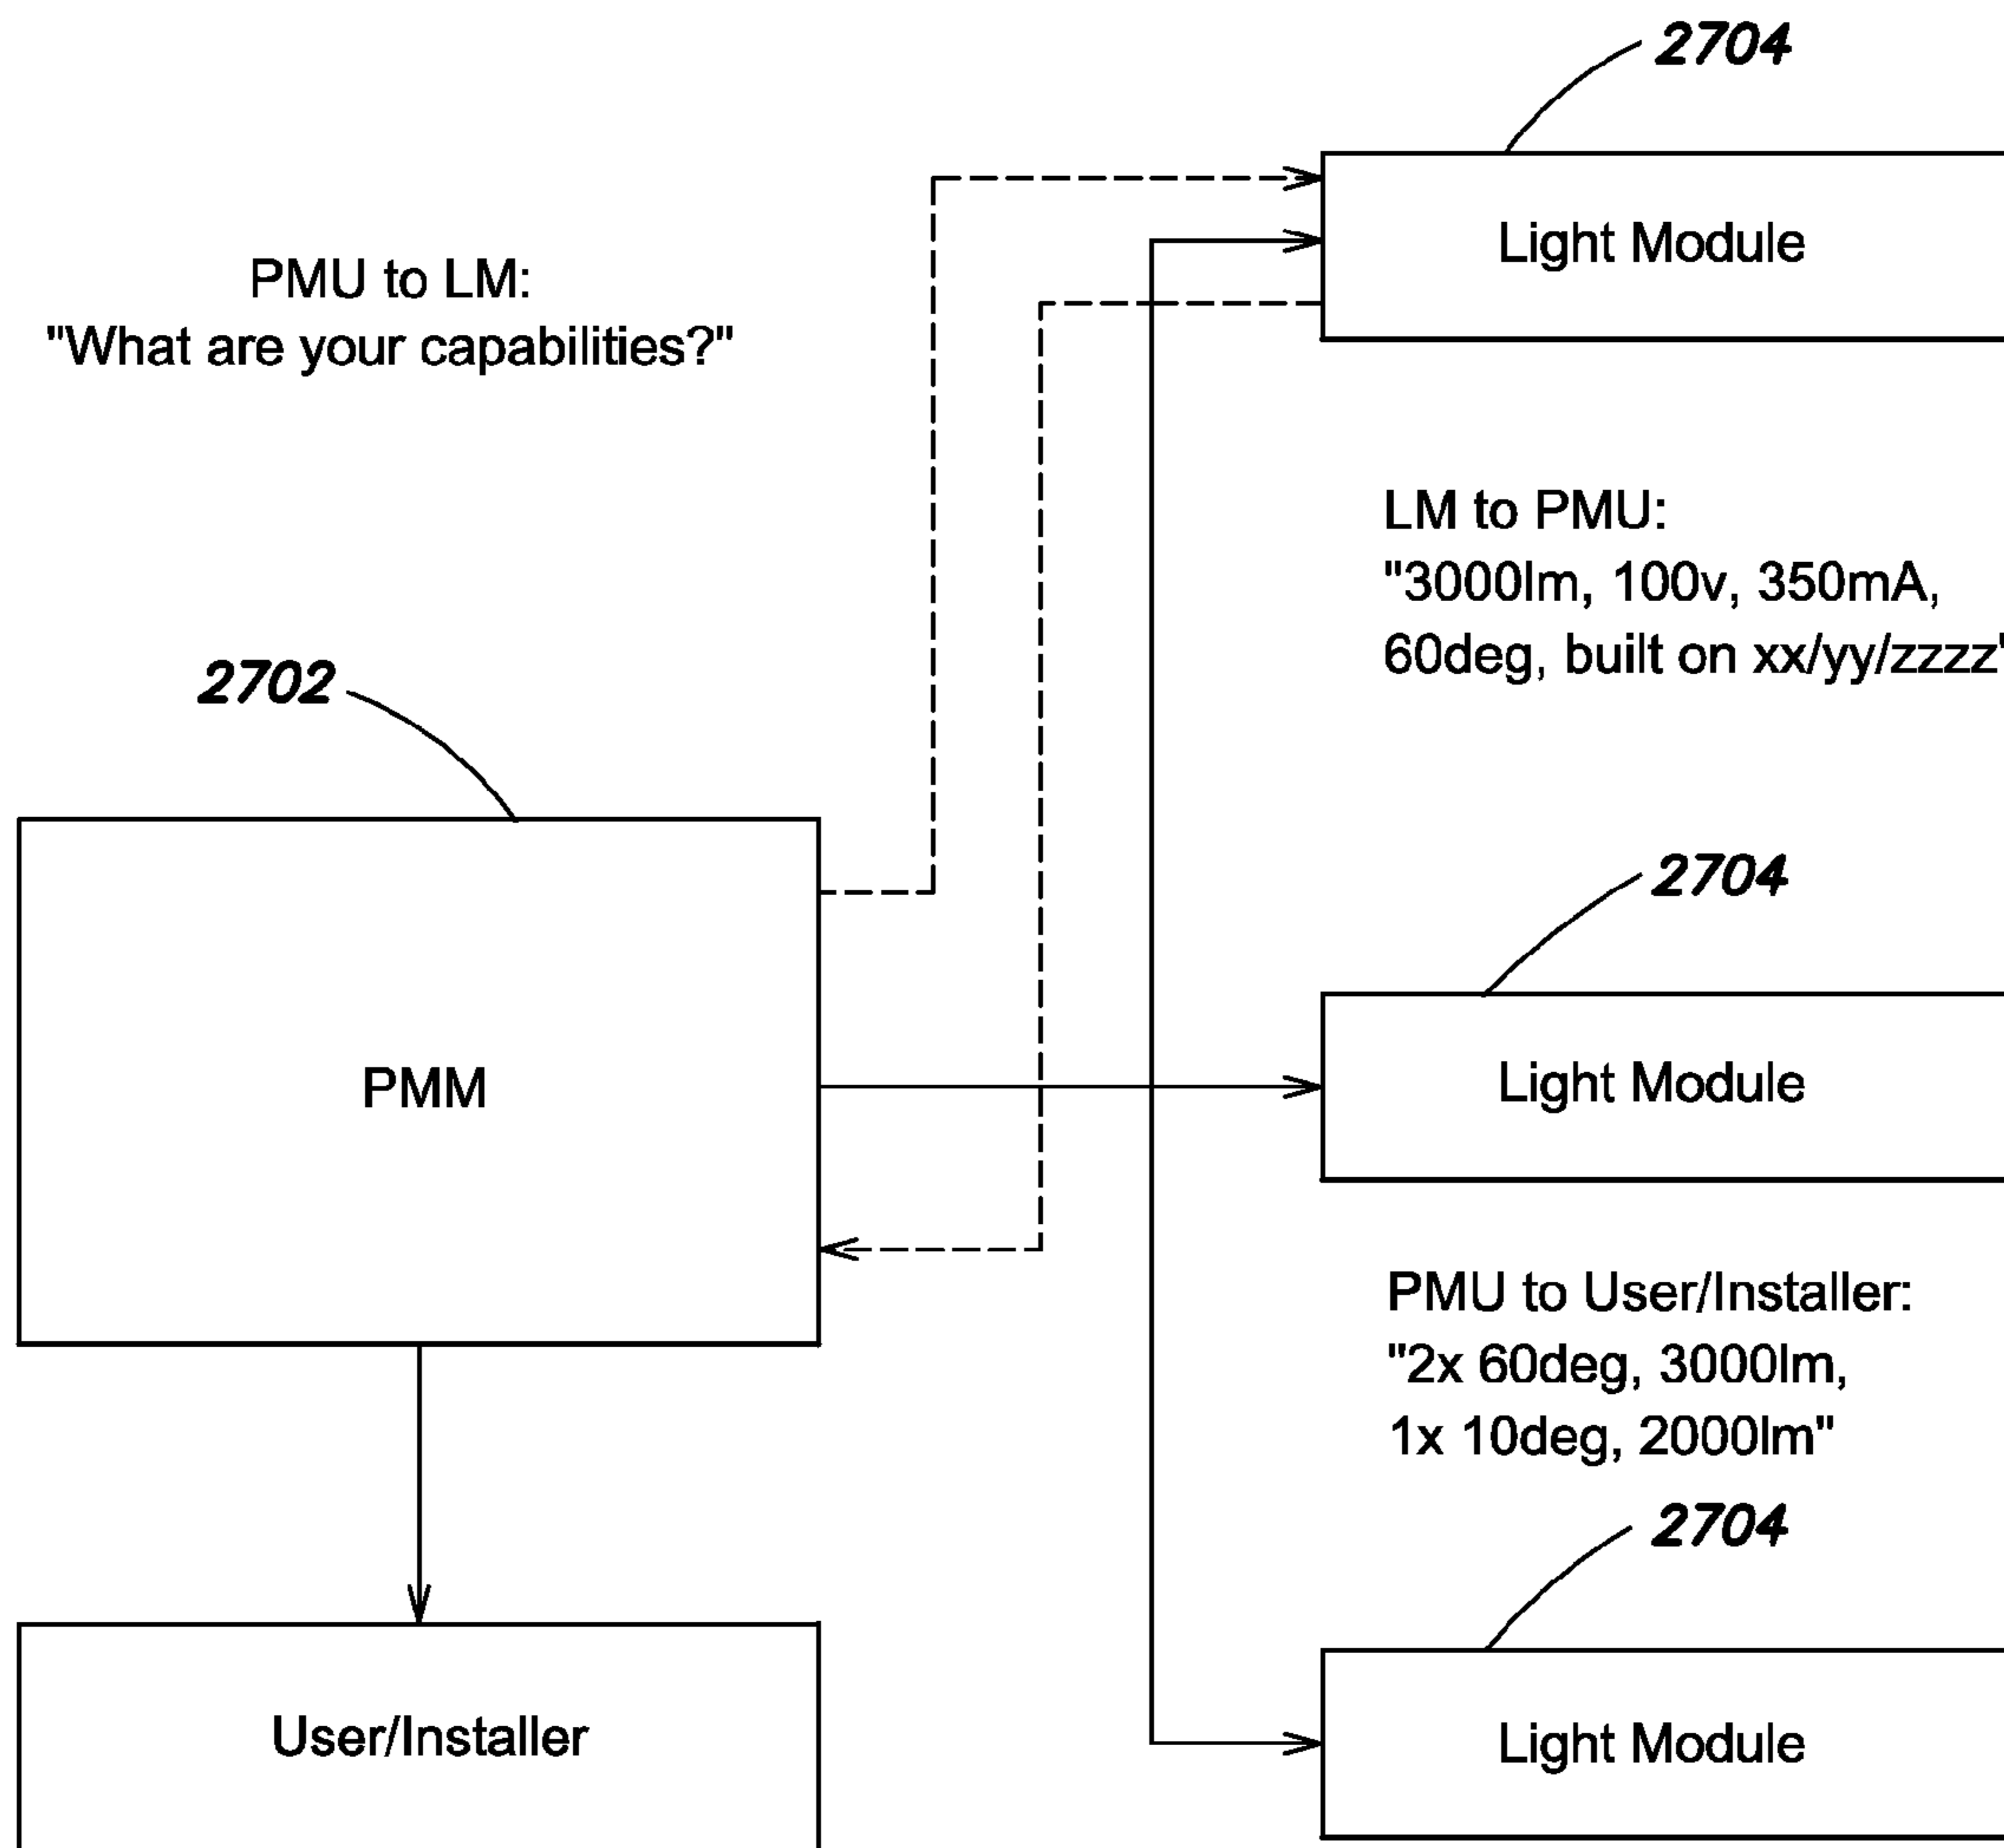 2704
Light Module
PMU to LM:
"What are your capabilities?"
LM to PMU:
"3000lm, 100v, 350mA,
60deg, built on xx/yy/zzzz"
2702
2704
PMM
Light Module
PMU to User/Installer:
"2x 60deg, 3000lm,
1x 10deg, 2000lm"
2704
User/Installer
Light Module